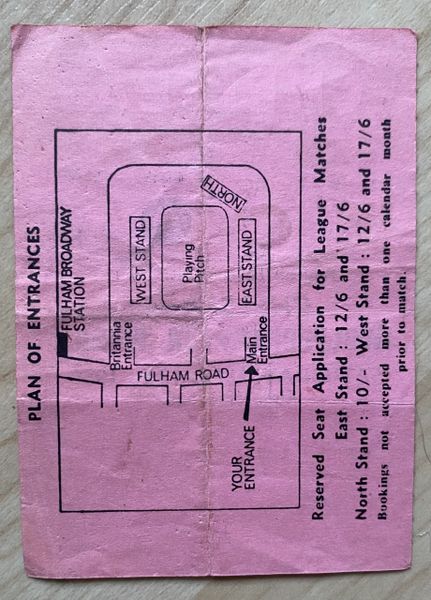 PLAN OF ENTRANCES
FULHAM BROADWAY
STATION
Britannia
Entrance
WEST STAND
Playing
Pitch
NORTH
EAST STAND
Main
Entrance
FULHAM ROAD
YOUR
ENTRANCE
Reserved Seat Application for League Matches
East Stand : 12/6 and 17/6
North Stand : 10/- West Stand : 12/6 and 17/6
Bookings not accepted more than one calendar month
prior to match.